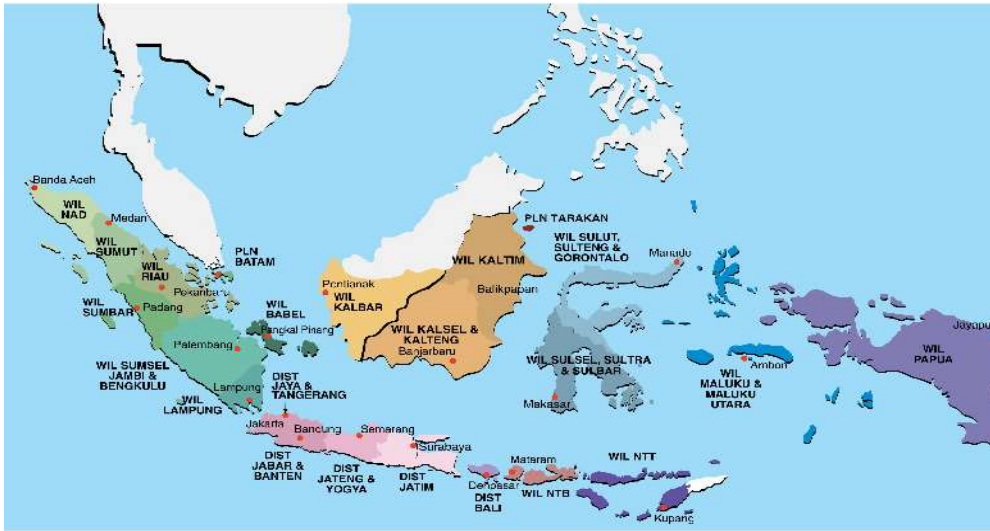 Banda Aceh
WIL
NAD
Medan
WIL
SUMUT
WIL
RIAU
Pekanbaru
PLN
BATAM
WIL
SUMBAR
Padang
WIL
BABEL
Pangkal Pinang
Palembang
WIL SUMSEL
JAMBI &
BENGKULU
Lampung
WIL
LAMPUNG
DIST
JAYA &
TANGERANG
Jakarta
Bandung
Semarang
Surabaya
DIST
JABAR &
BANTEN
DIST
JATENG &
YOGYA
DIST
JATIM
Pontianak
WIL
KALBAR
WIL KALTIM
Balikpapan
WIL KALSEL &
KALTENG
Banjarbaru
PLN TARAKAN
WIL SULUT,
SULTENG &
GORONTALO
Manado
WIL SULSEL, SULTRA
& SULBAR
Makasar
Denpasar
DIST
BALI
Mataram
WIL NTB
WIL NTT
Kupang
Ambon
WIL
MALUKU &
MALUKU
UTARA
Jayapu
WIL
PAPUA